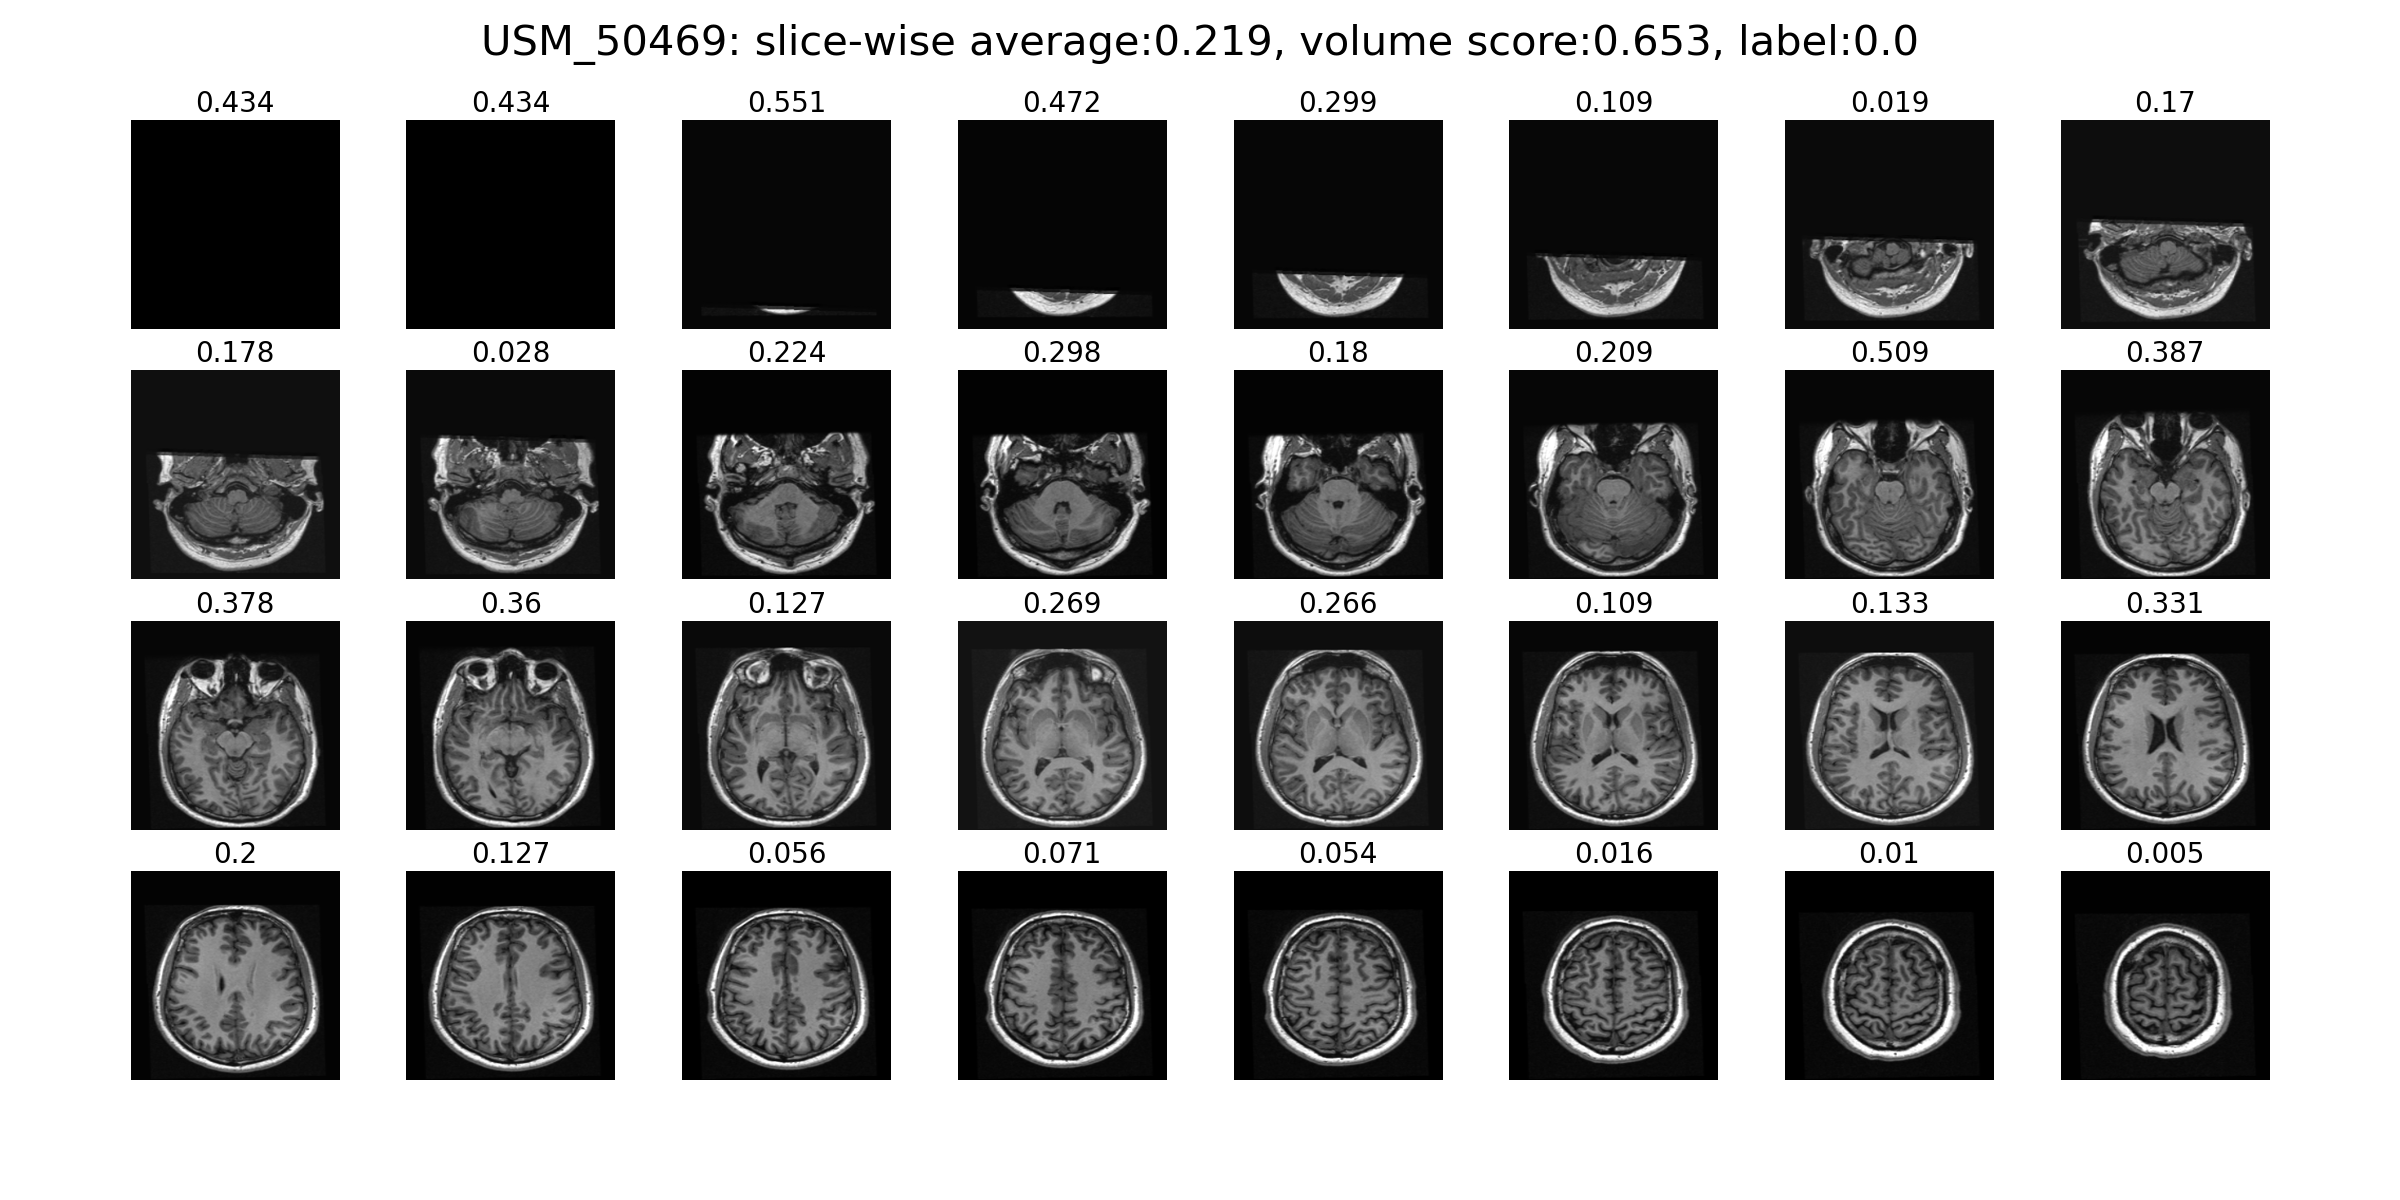 USM_50469: slice-wise average:0.219, volume score:0.653, label:0.0
0.434 0.434 0.551 0.472 0.299 0.109 0.019 0.17
0.178 0.028 0.224 0.298 0.18 0.209 0.509 0.387
0.378 0.36 0.127 0.269 0.266 0.109 0.133 0.331
0.2 0.127 0.056 0.071 0.054 0.016 0.01 0.005